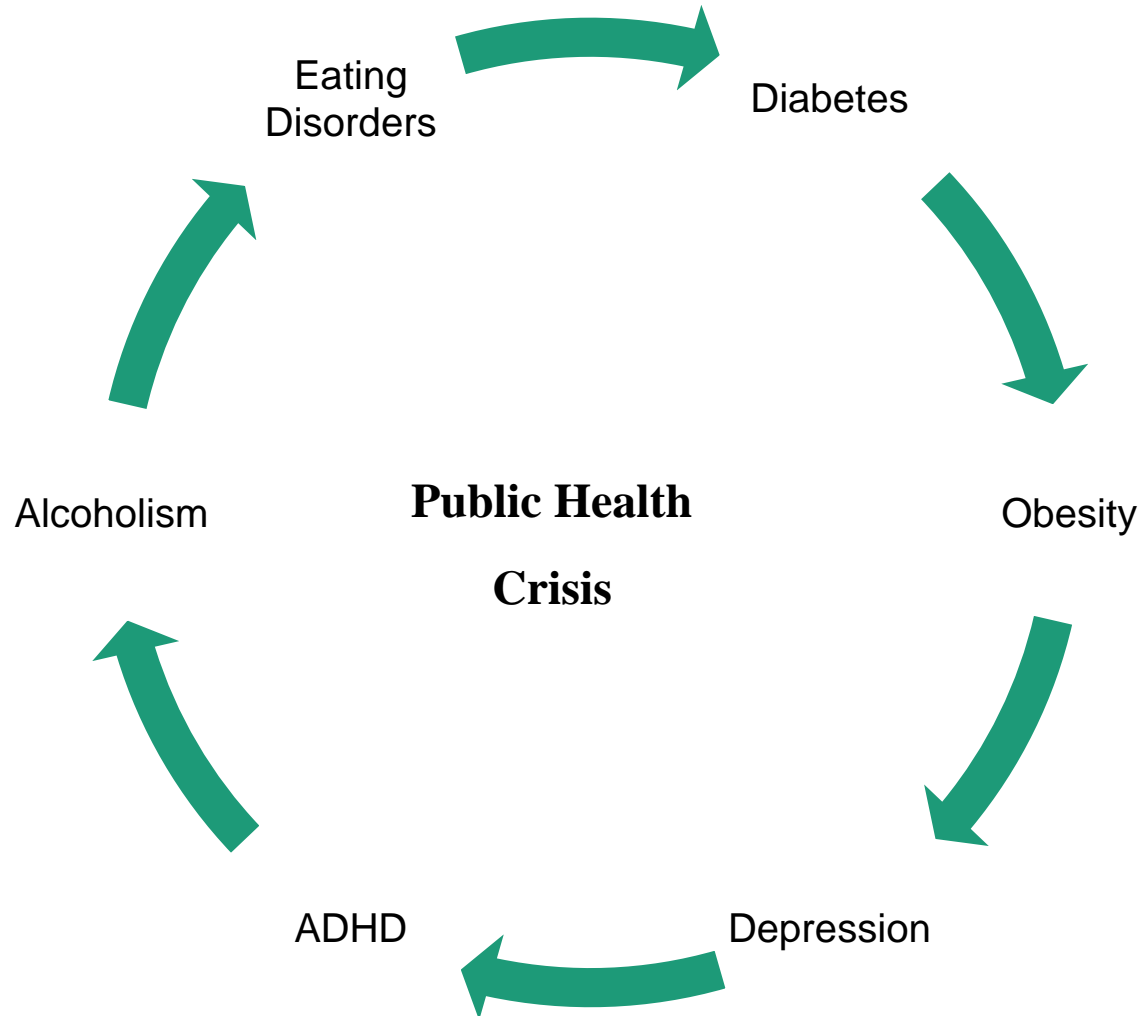 Eating
Disorders
Diabetes
Alcoholism
Public Health
Crisis
Obesity
ADHD
Depression